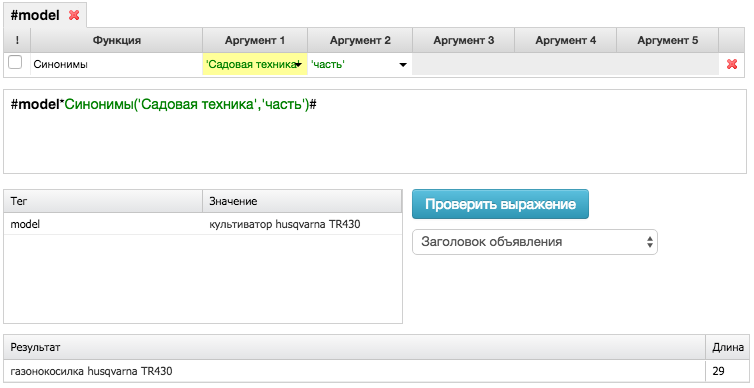 #model
! Функция Аргумент 1 Аргумент 2 Аргумент 3 Аргумент 4 Аргумент 5
Синонимы 'Садовая техника 'часть'
#model*Синонимы('Садовая техника','часть')#
Тег Значение
model культиватор husqvarna TR430
Проверить выражение
Заголовок объявления
Результат Длина
газонокосилка husqvarna TR430 29